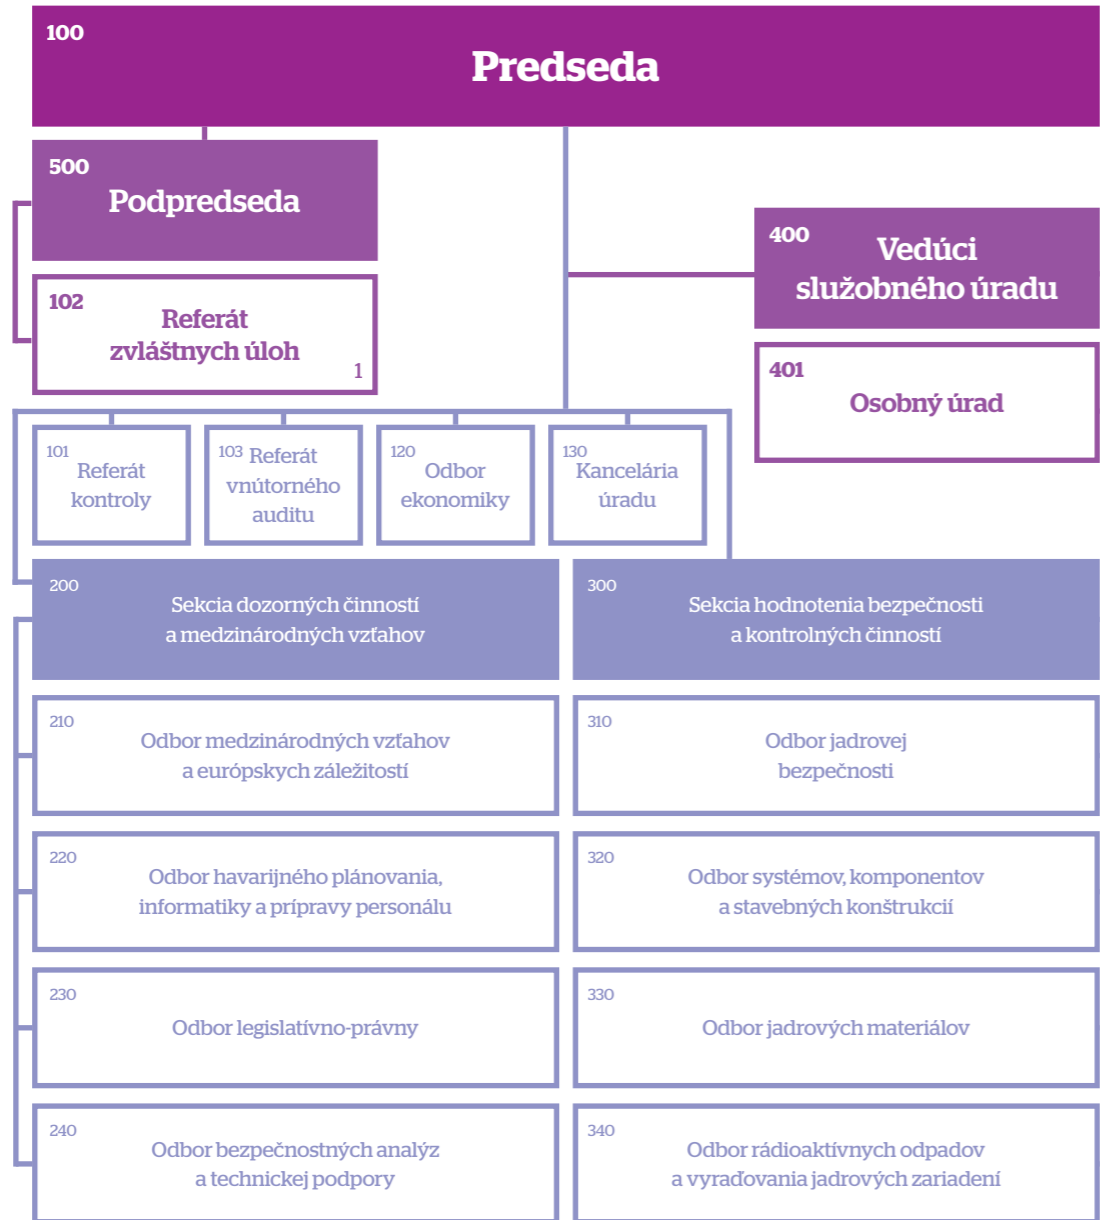 100
Predseda
500
Podpredseda
400
Vedúci
služobného úradu
102
Referát
zvláštnych úloh
1
401
Osobný úrad
101
Referát
kontroly
103
Referát
vnútorného
auditu
120
Odbor
ekonomiky
130
Kancelária
úradu
200
Sekcia dozorných činností
a medzinárodných vzťahov
300
Sekcia hodnotenia bezpečnosti
a kontrolných činností
210
Odbor medzinárodných vzťahov
a európskych záležitostí
310
Odbor jadrovej
bezpečnosti
220
Odbor havarijného plánovania,
informatiky a prípravy personálu
320
Odbor systémov, komponentov
a stavebných konštrukcií
230
Odbor legislatívno-právny
330
Odbor jadrových materiálov
240
Odbor bezpečnostných analýz
a technickej podpory
340
Odbor rádioaktívnych odpadov
a vyraďovania jadrových zariadení